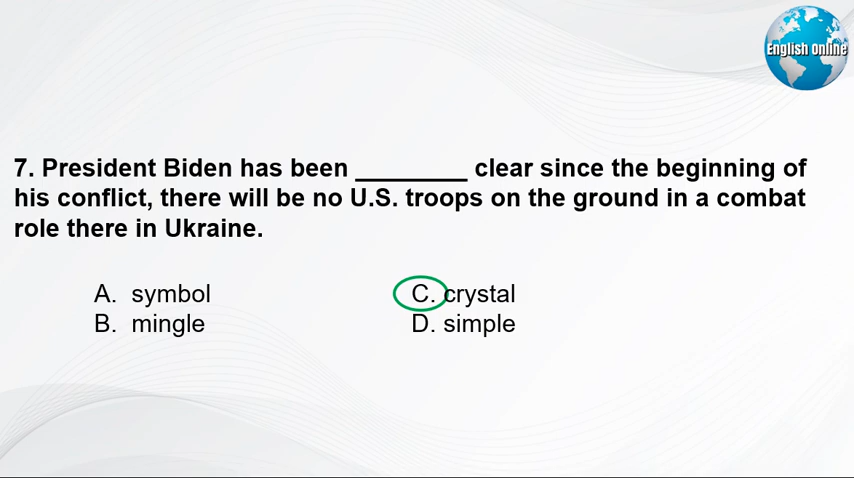 English Online
7. President Biden has been ________ clear since the beginning of
his conflict, there will be no U.S. troops on the ground in a combat
role there in Ukraine.
A. symbol
C. crystal
B. mingle
D. simple